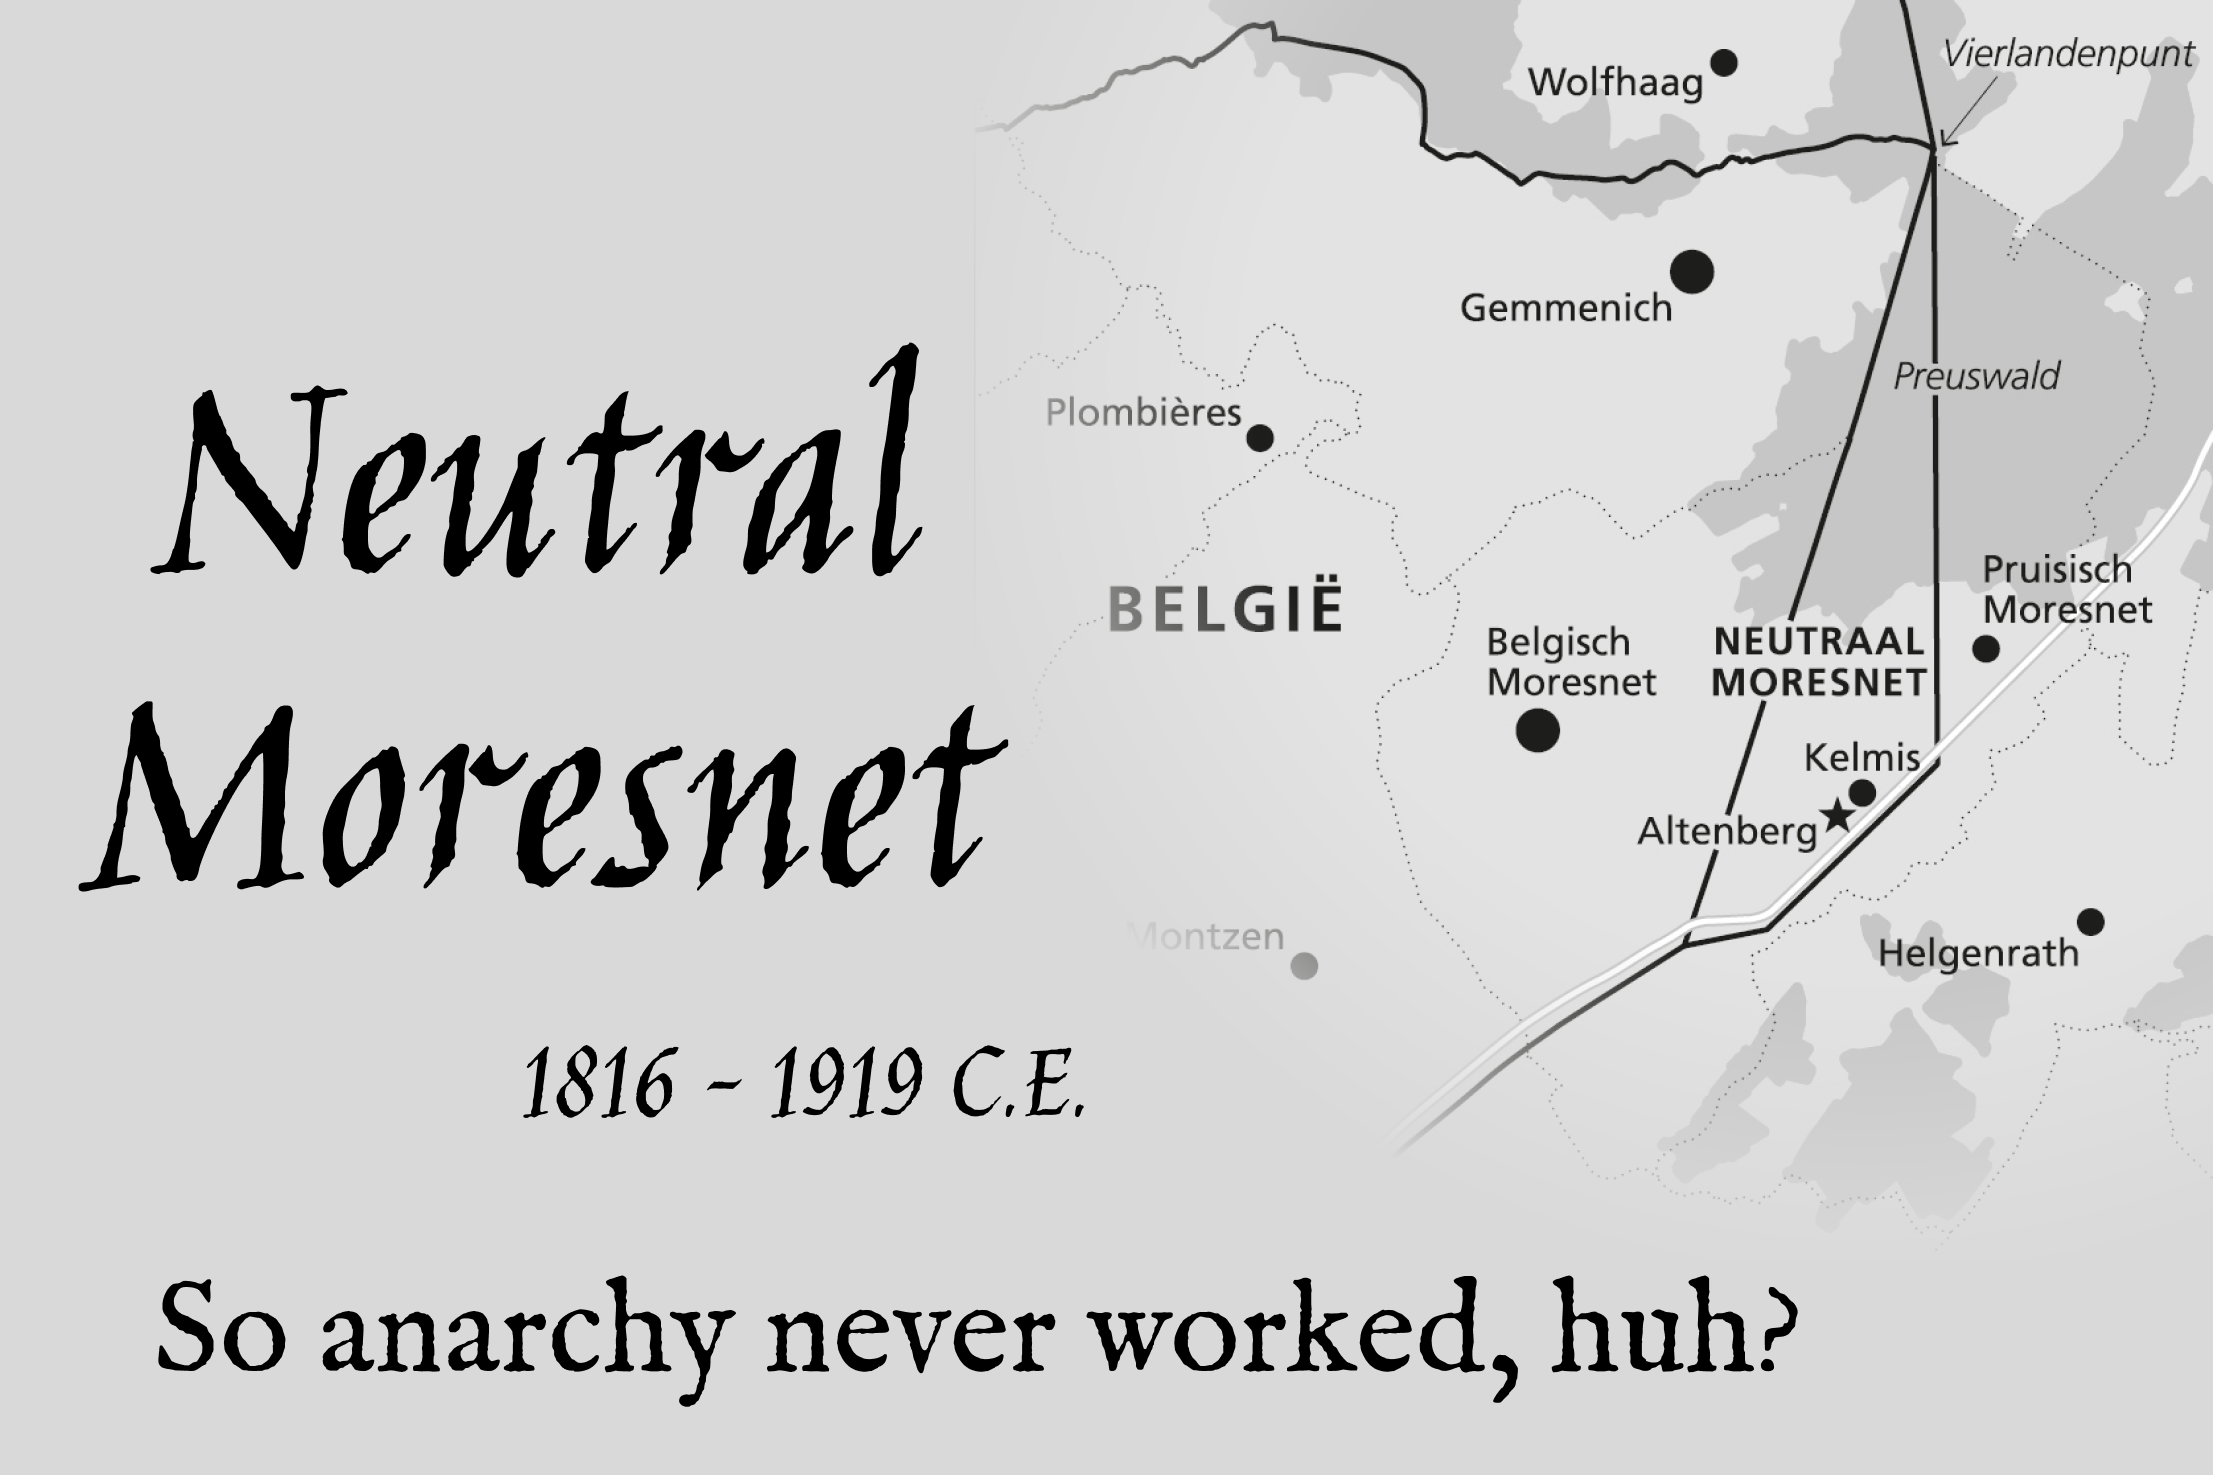 Neutral
Moresnet
1816 - 1919 C.E.
So anarchy never worked, huh?
Vierlandenpunt
Wolfhaag
Gemmenich
Preuswald
Plombières
BELGIË
Belgisch
Moresnet
NEUTRAAL
MORESNET
Pruisisch
Moresnet
Kelmis
Altenberg
Montzen
Helgenrath